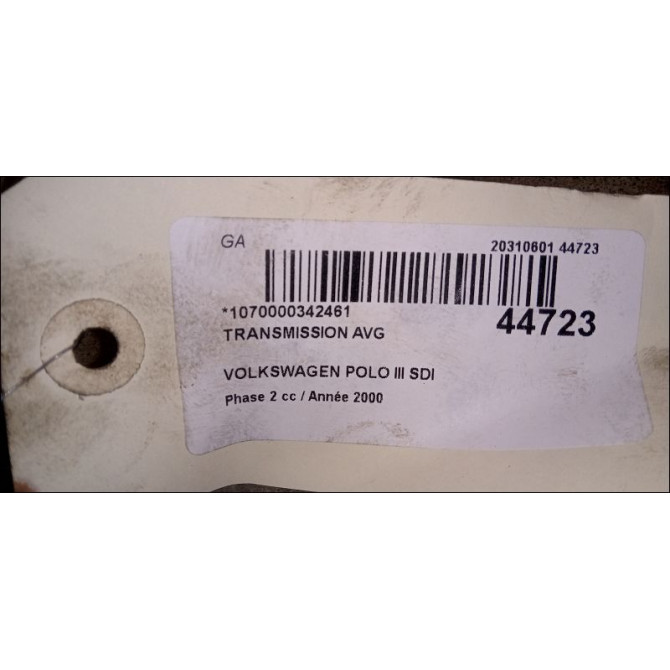 GA 20310601 44723
*1070000342461 44723
TRANSMISSION AVG
VOLKSWAGEN POLO III SDI
Phase 2 cc / Année 2000